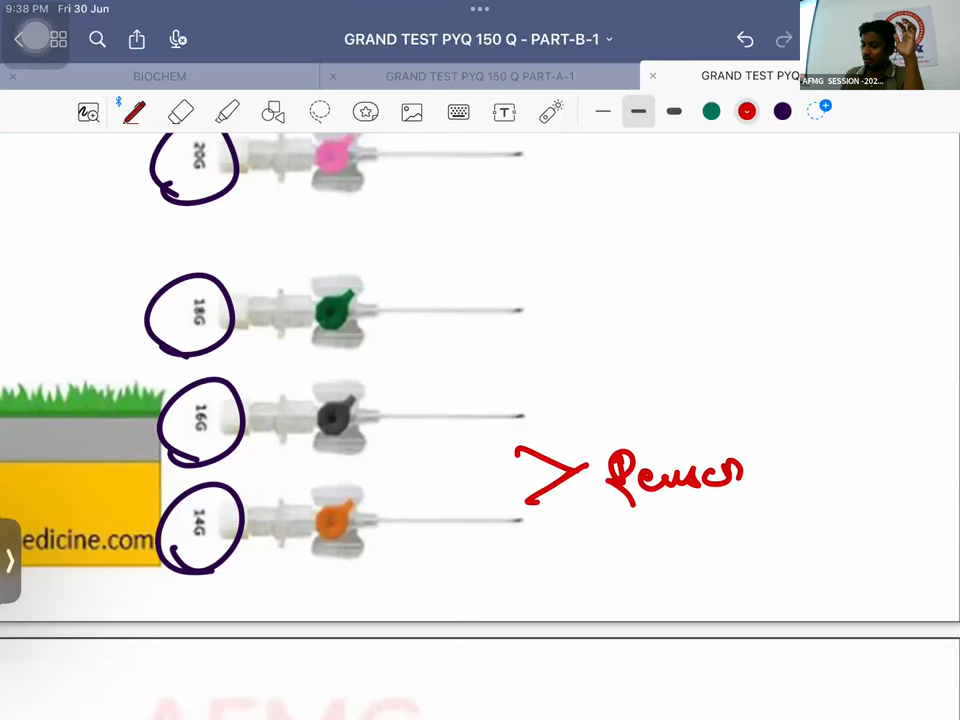 9:38 PM Fri 30 Jun
GRAND TEST PYQ 150 Q - PART-B-1
BIOCHEM
GRAND TEST PYQ 150 Q PART-A-1
GRAND TEST PYQ
AFMG SESSION -202...
20G
18G
16G
14G
edicine.com
AFMG